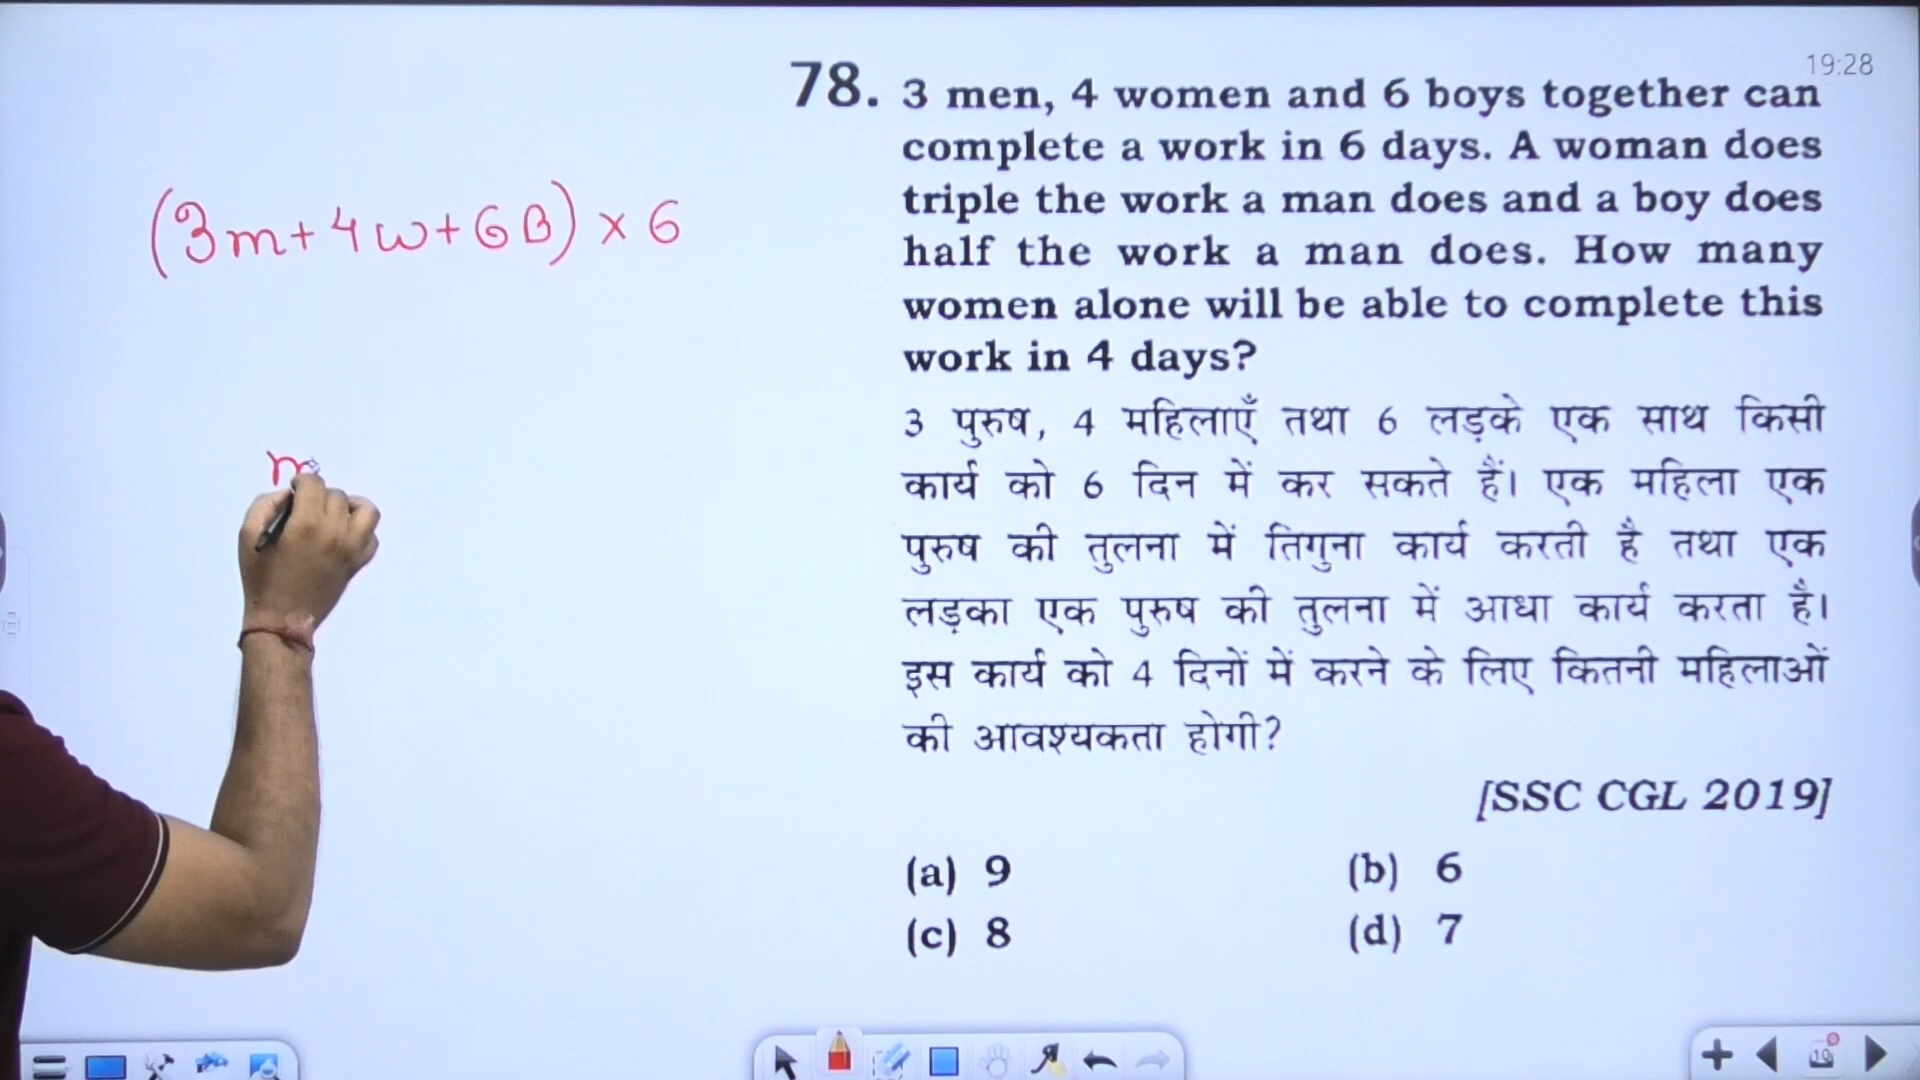 19:28
78. 3 men, 4 women and 6 boys together can
complete a work in 6 days. A woman does
triple the work a man does and a boy does
half the work a man does. How many
women alone will be able to complete this
work in 4 days?
3 पुरुष, 4 महिलाएँ तथा 6 लड़के एक साथ किसी
कार्य को 6 दिन में कर सकते हैं। एक महिला एक
पुरुष की तुलना में तिगुना कार्य करती है तथा एक
लड़का एक पुरुष की तुलना में आधा कार्य करता है।
इस कार्य को 4 दिनों में करने के लिए कितनी महिलाओं
की आवश्यकता होगी?
[SSC CGL 2019]
(a) 9 (b) 6
(c) 8 (d) 7
(3m+4w+6B) × 6
m
19